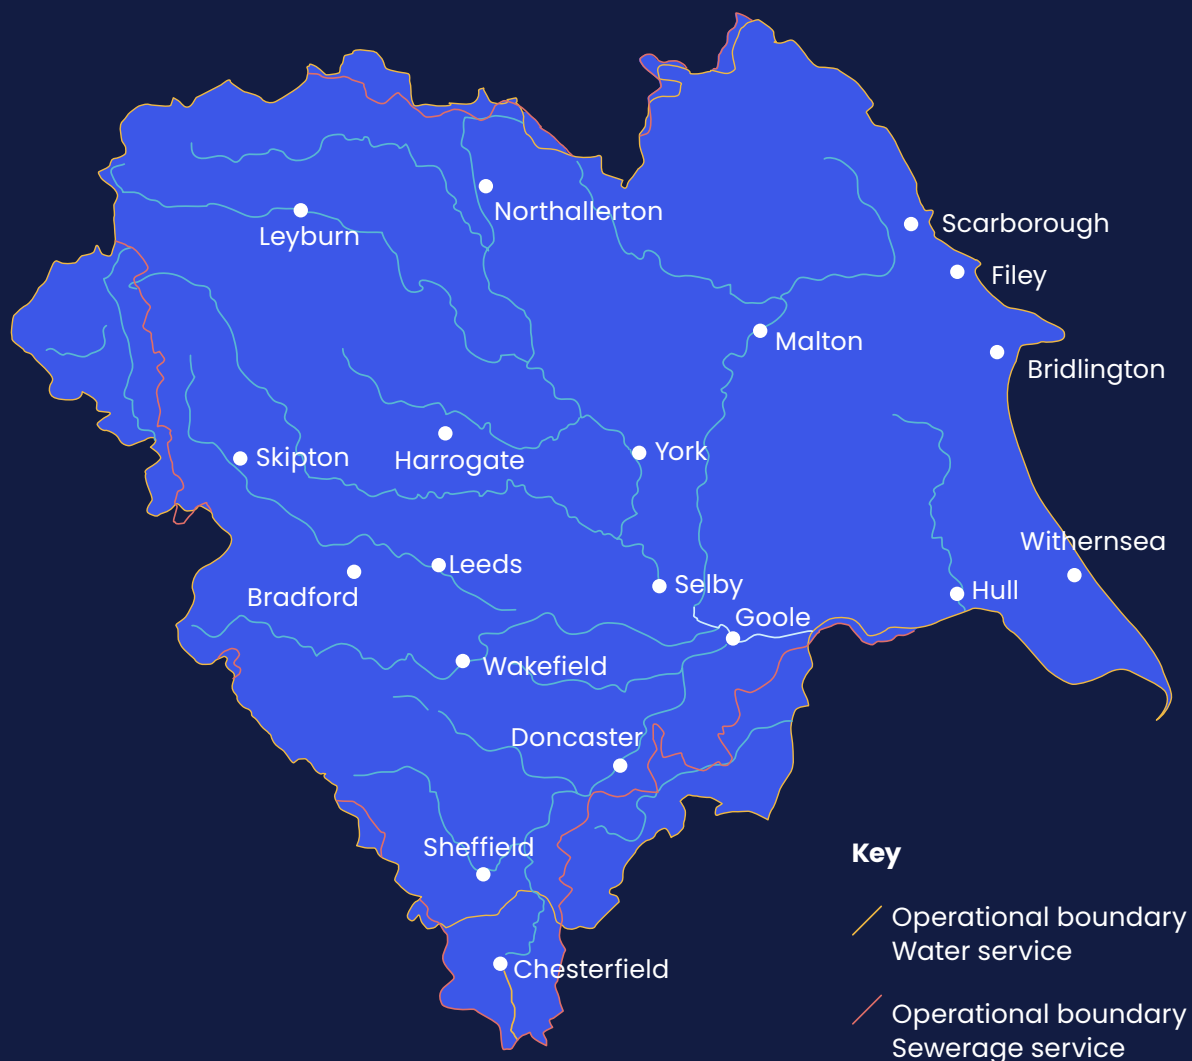 Northallerton
Leyburn
Scarborough
Filey
Malton
Bridlington
York
Skipton
Harrogate
Withernsea
Leeds
Selby
Hull
Bradford
Goole
Wakefield
Doncaster
Sheffield
Key
Operational boundary
Water service
Chesterfield
Operational boundary
Sewerage service